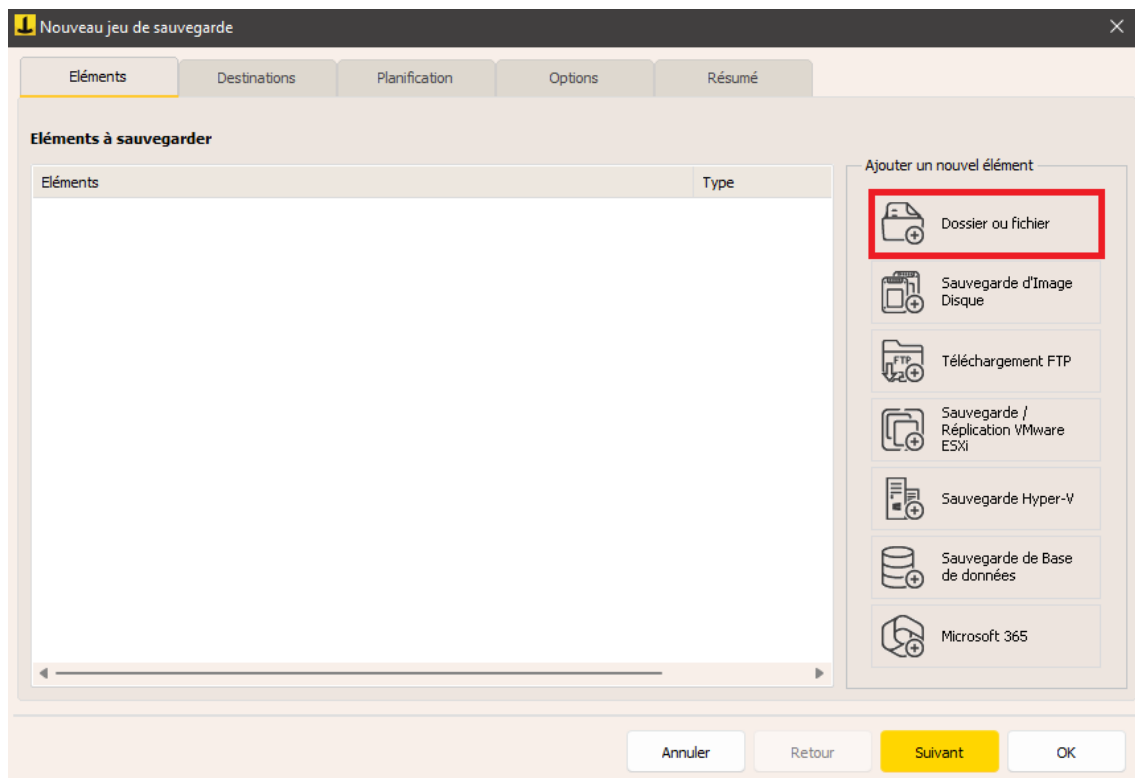 Nouveau jeu de sauvegarde
Eléments
Destinations
Planification
Options
Résumé
Eléments à sauvegarder
Eléments
Type
Ajouter un nouvel élément
Dossier ou fichier
Sauvegarde d'Image
Disque
FTP
Téléchargement FTP
Sauvegarde /
Réplication VMware
ESXi
Sauvegarde Hyper-V
Sauvegarde de Base
de données
Microsoft 365
Annuler
Retour
Suivant
OK